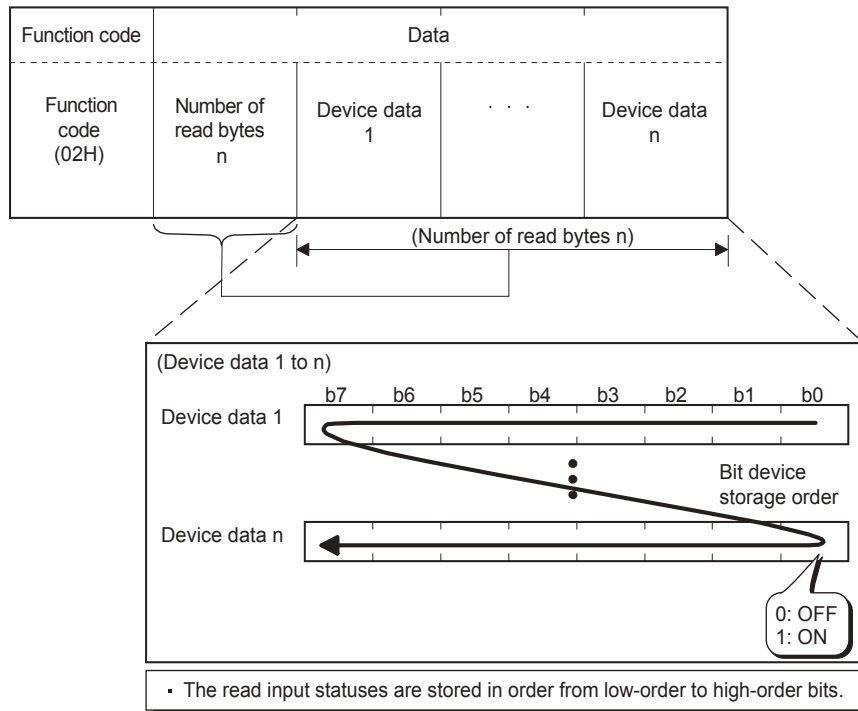 Function code
Data
Function
code
(02H)
Number of
read bytes
n
Device data
1
· · ·
Device data
n
(Number of read bytes n)
(Device data 1 to n)
b7 b6 b5 b4 b3 b2 b1 b0
Device data 1
Bit device
storage order
Device data n
0: OFF
1: ON
▪ The read input statuses are stored in order from low-order to high-order bits.